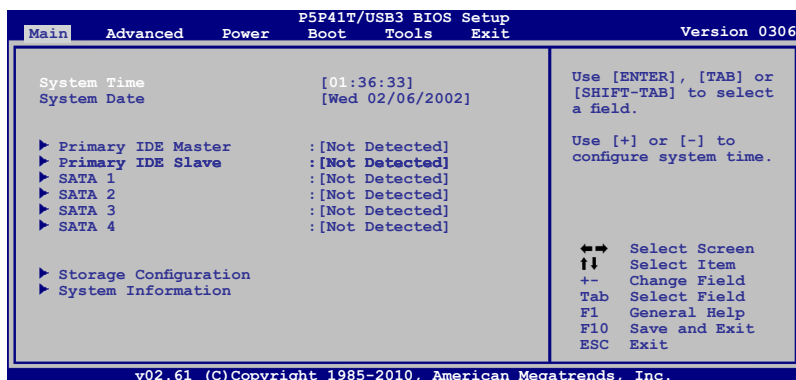 P5P41T/USB3 BIOS Setup
Main Advanced Power Boot Tools Exit Version 0306
System Time [01:36:33]
System Date [Wed 02/06/2002]
Primary IDE Master :[Not Detected]
Primary IDE Slave :[Not Detected]
SATA 1 :[Not Detected]
SATA 2 :[Not Detected]
SATA 3 :[Not Detected]
SATA 4 :[Not Detected]
Storage Configuration
System Information
Use [ENTER], [TAB] or
[SHIFT-TAB] to select
a field.
Use [+] or [-] to
configure system time.
←→ Select Screen
↑↓ Select Item
+- Change Field
Tab Select Field
F1 General Help
F10 Save and Exit
ESC Exit
v02.61 (C)Copyright 1985-2010, American Megatrends, Inc.